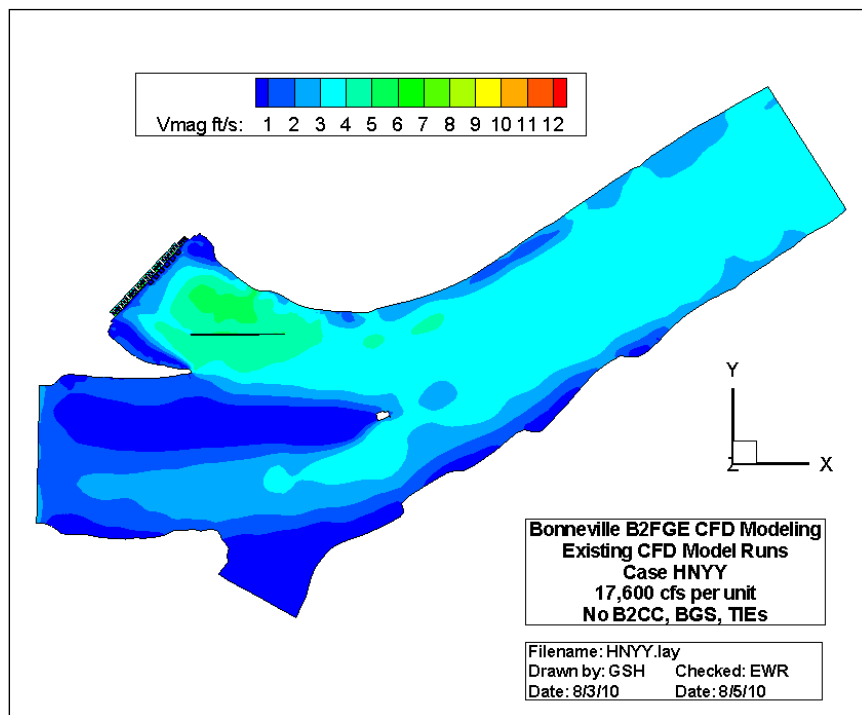 Vmag ft/s: 1 2 3 4 5 6 7 8 9 10 11 12
Y
X
Z
Bonneville B2FGE CFD Modeling
Existing CFD Model Runs
Case HNYY
17,600 cfs per unit
No B2CC, BGS, TIEs
Filename: HNYY.lay
Drawn by: GSH Checked: EWR
Date: 8/3/10 Date: 8/5/10